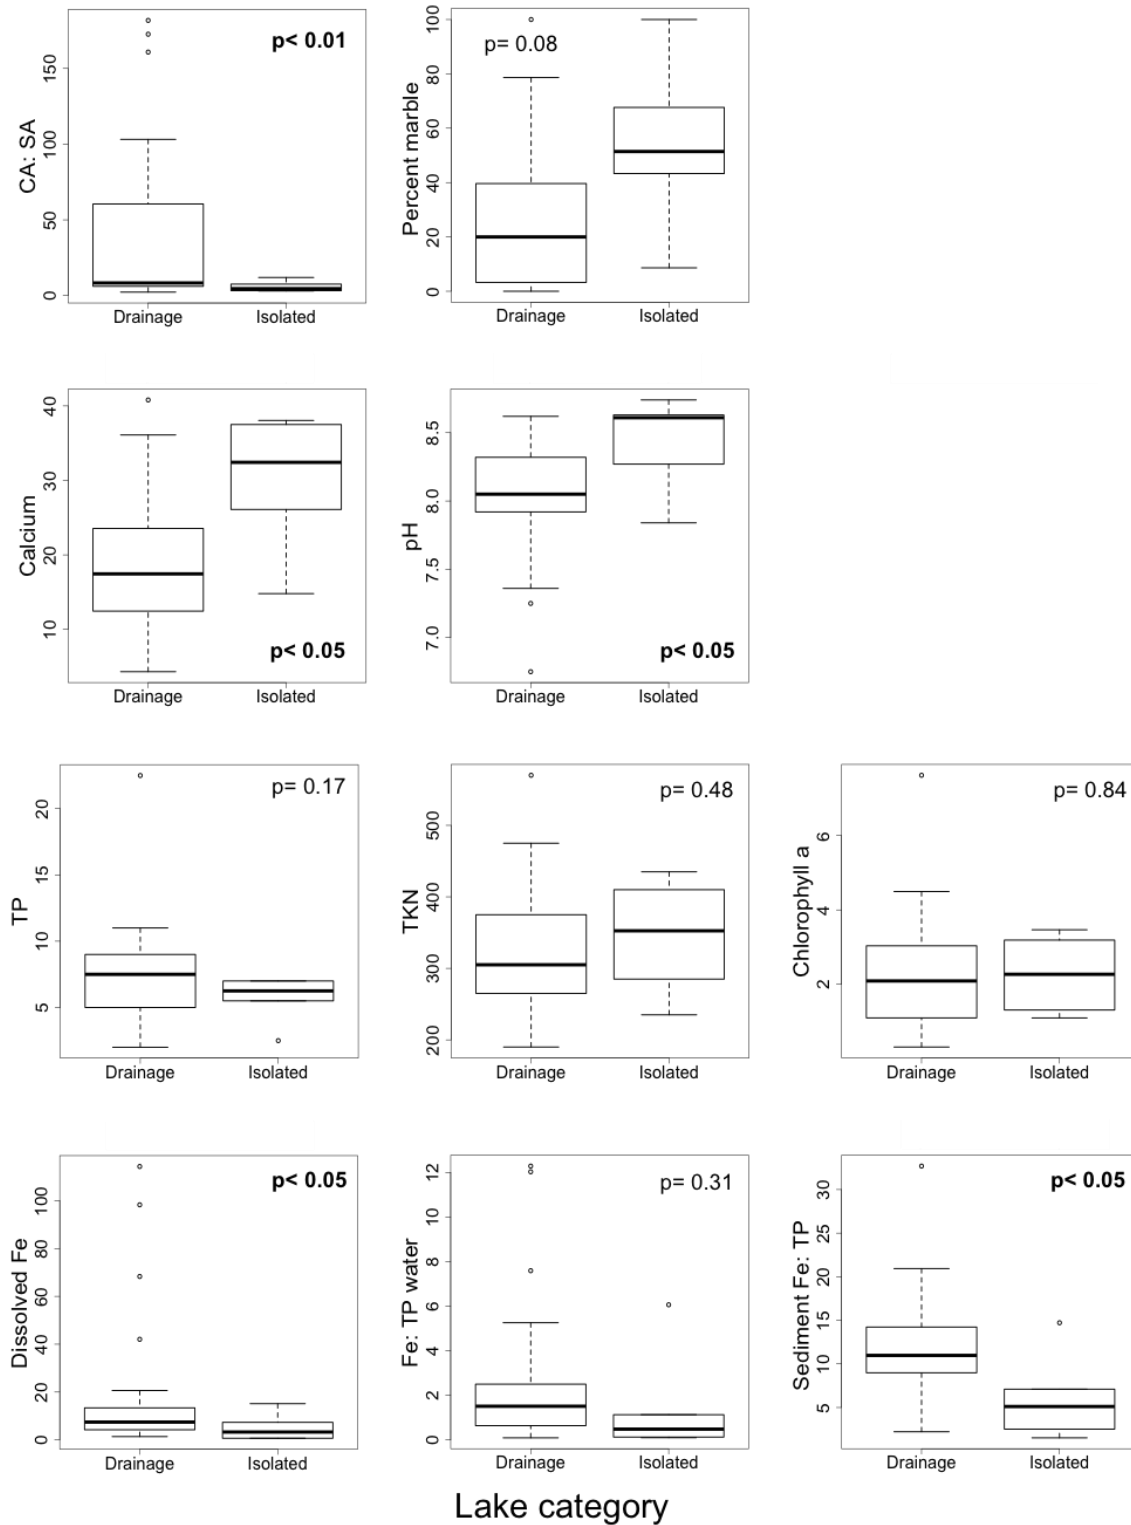 CA: SA
150
100
50
0
p< 0.01
Drainage Isolated
Percent marble
100
80
60
40
20
0
p= 0.08
Drainage Isolated
Calcium
40
30
20
10
p< 0.05
Drainage Isolated
pH
8.5
8.0
7.5
7.0
p< 0.05
Drainage Isolated
TP
20
15
10
5
p= 0.17
Drainage Isolated
TKN
500
400
300
200
p= 0.48
Drainage Isolated
Chlorophyll a
6
4
2
p= 0.84
Drainage Isolated
Dissolved Fe
100
80
60
40
20
0
p< 0.05
Drainage Isolated
Fe: TP water
12
10
8
6
4
2
0
p= 0.31
Drainage Isolated
Sediment Fe: TP
30
25
20
15
10
5
p< 0.05
Drainage Isolated
Lake category